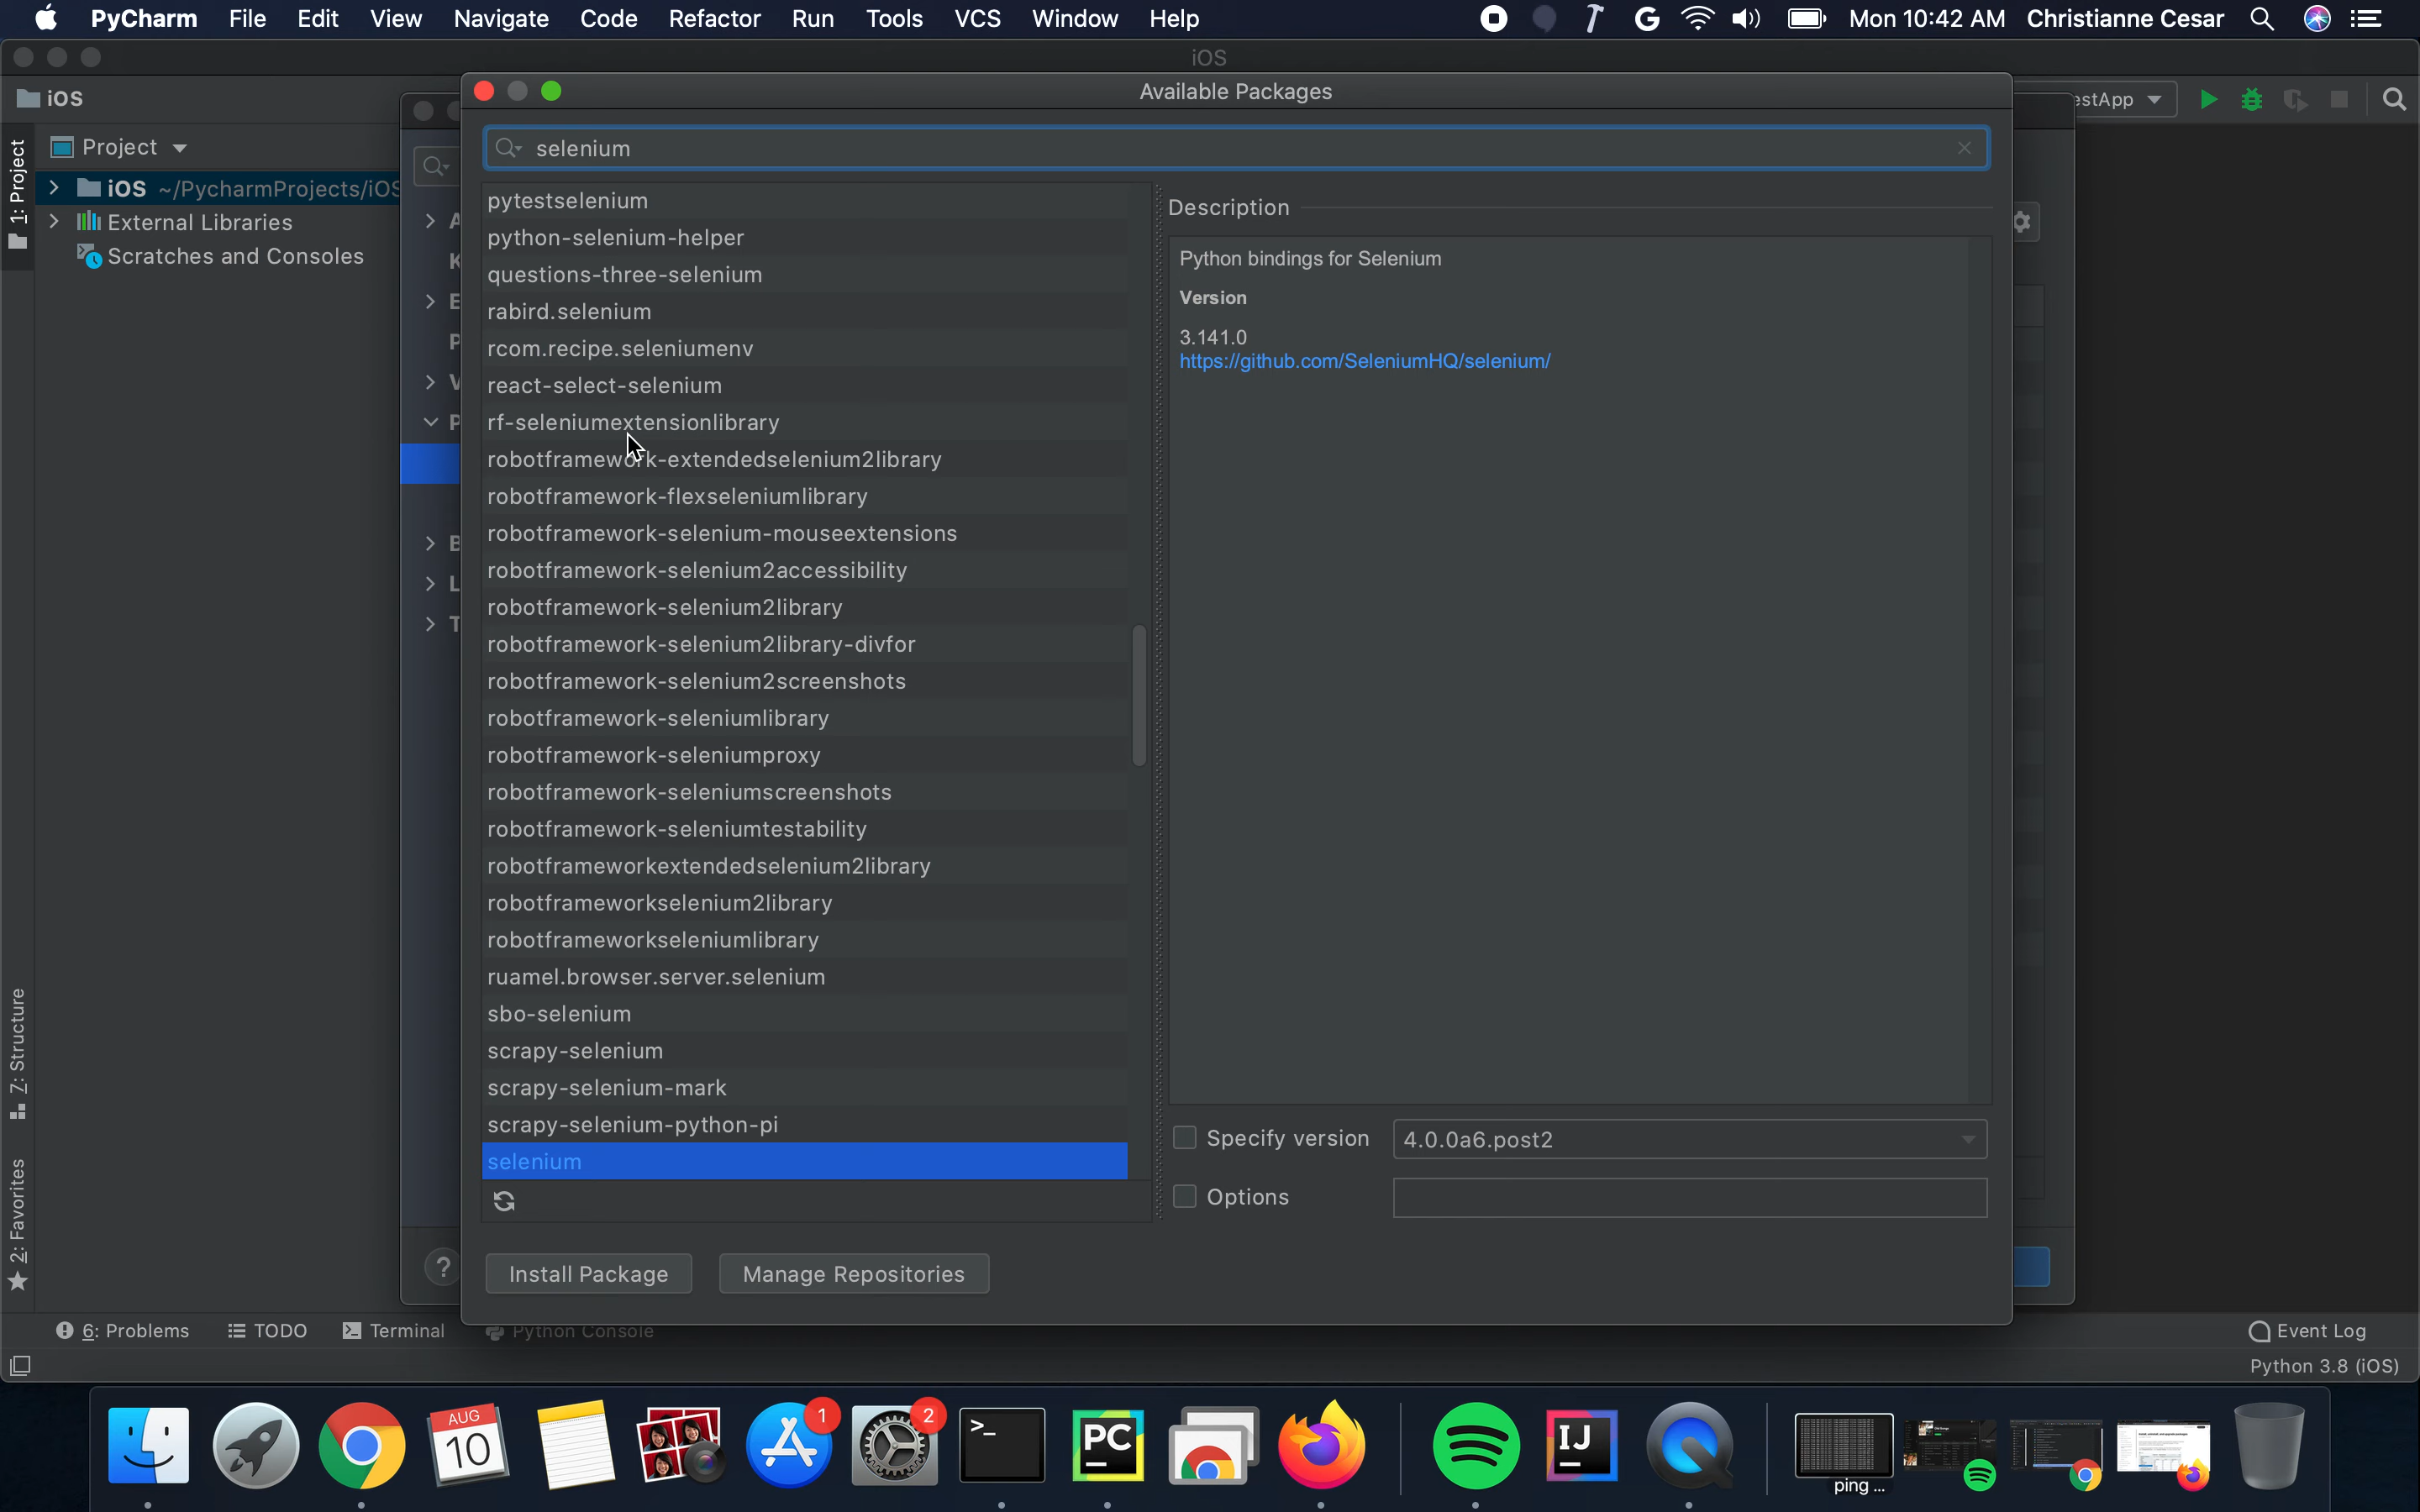 PyCharm File Edit View Navigate Code Refactor Run Tools VCS Window Help Mon 10:42 AM Christianne Cesar
iOS
iOS
Available Packages
estApp
1: Project
Project
selenium
iOS ~/PycharmProjects/iOS
External Libraries
Scratches and Consoles
pytestselenium
python-selenium-helper
questions-three-selenium
rabird.selenium
rcom.recipe.seleniumenv
react-select-selenium
rf-seleniumextensionlibrary
robotframework-extendedselenium2library
robotframework-flexseleniumlibrary
robotframework-selenium-mouseextensions
robotframework-selenium2accessibility
robotframework-selenium2library
robotframework-selenium2library-divfor
robotframework-selenium2screenshots
robotframework-seleniumlibrary
robotframework-seleniumproxy
robotframework-seleniumscreenshots
robotframework-seleniumtestability
robotframeworkextendedselenium2library
robotframeworkselenium2library
robotframeworkseleniumlibrary
ruamel.browser.server.selenium
sbo-selenium
scrapy-selenium
scrapy-selenium-mark
scrapy-selenium-python-pi
selenium
Description
Python bindings for Selenium
Version
3.141.0
https://github.com/SeleniumHQ/selenium/
Specify version 4.0.0a6.post2
Options
Install Package Manage Repositories
7: Structure
2: Favorites
6: Problems TODO Terminal Python Console Event Log
Python 3.8 (iOS)
AUG
10
1
2
>_
PC
IJ
ping ...